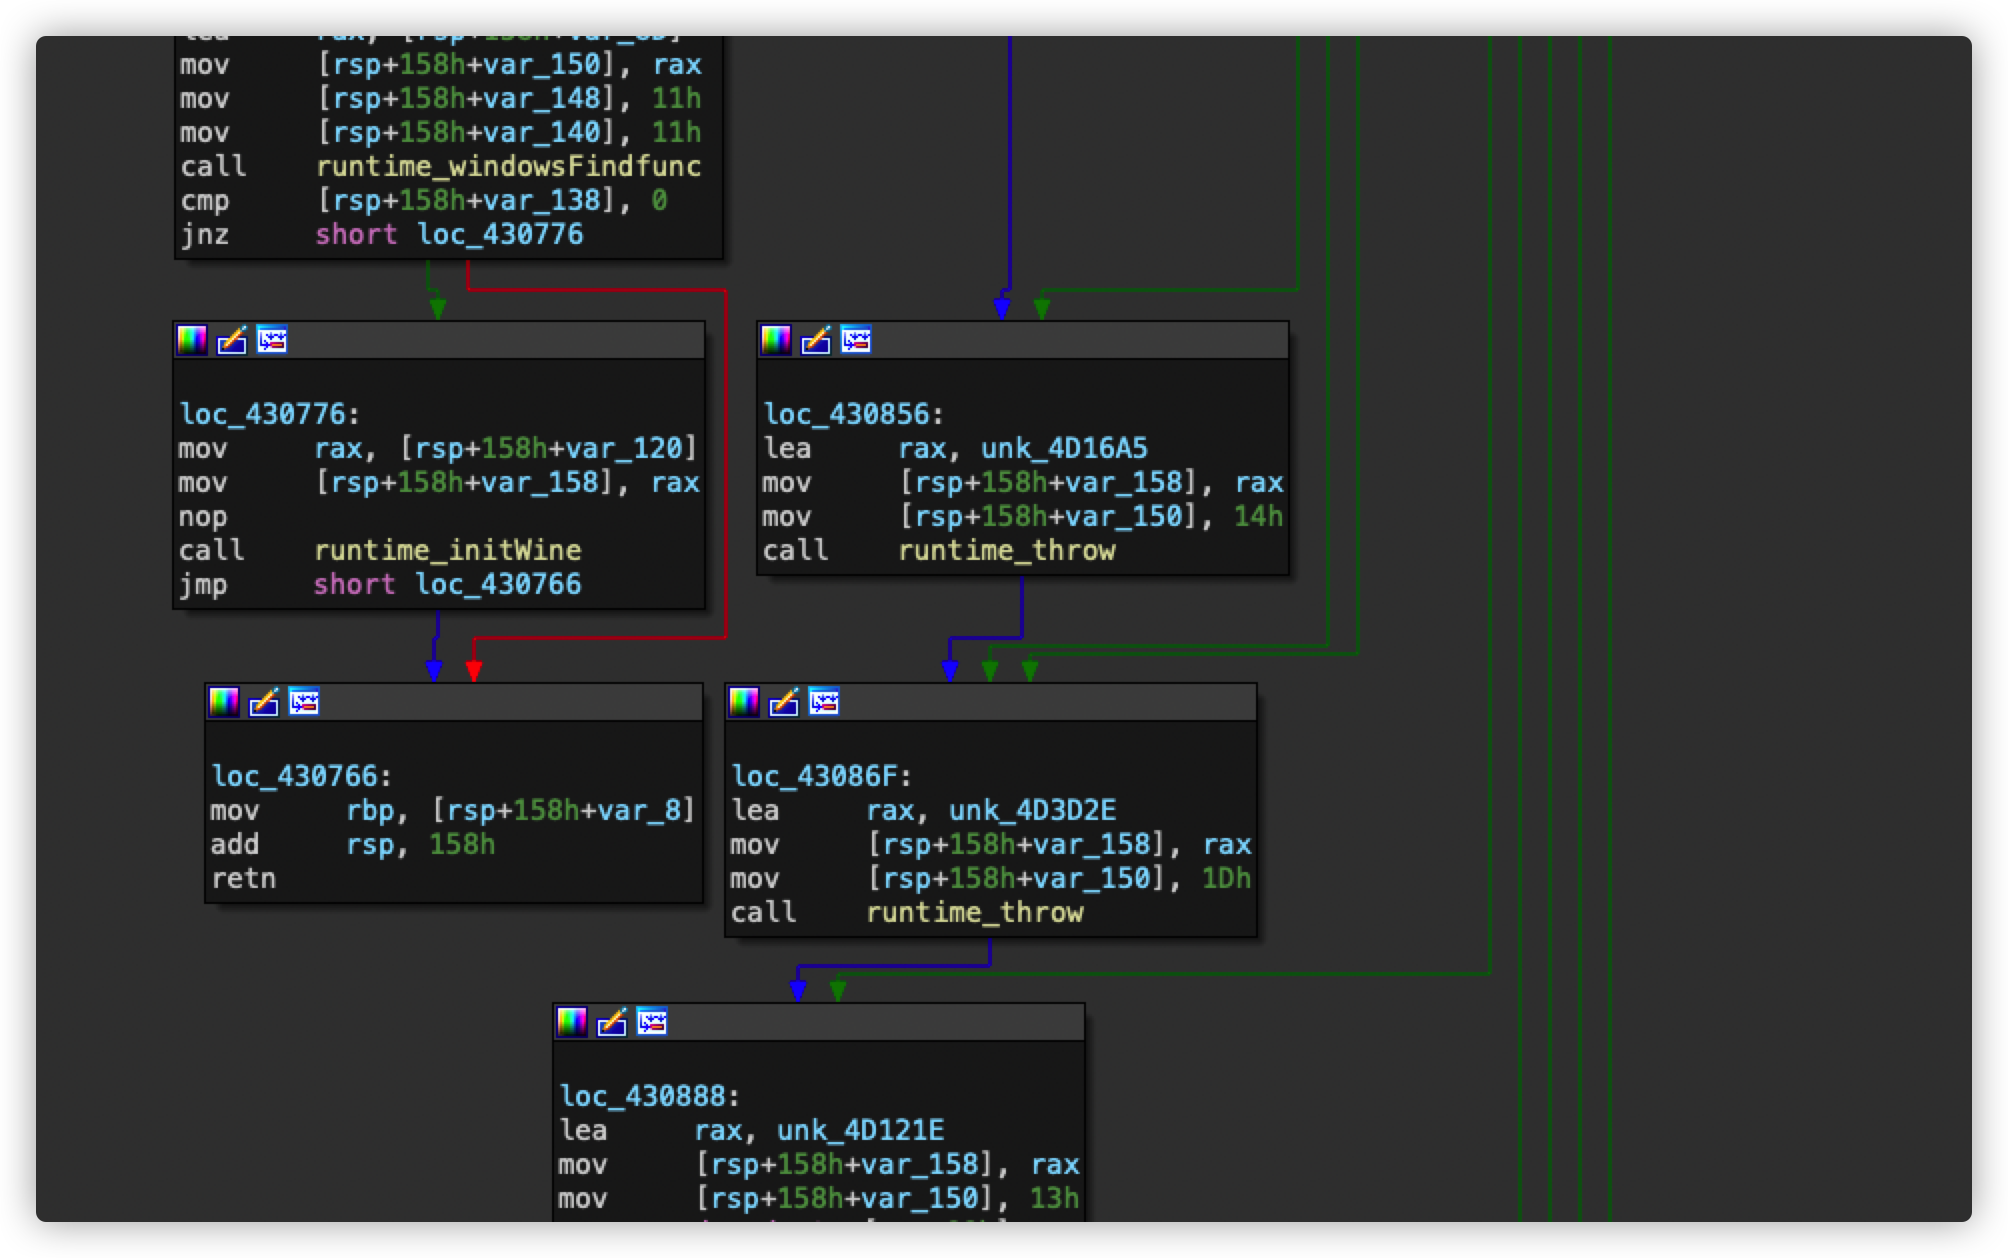 mov [rsp+158h+var_150], rax
mov [rsp+158h+var_148], 11h
mov [rsp+158h+var_140], 11h
call runtime_windowsFindfunc
cmp [rsp+158h+var_138], 0
jnz short loc_430776
loc_430776:
mov rax, [rsp+158h+var_120]
mov [rsp+158h+var_158], rax
nop
call runtime_initWine
jmp short loc_430766
loc_430856:
lea rax, unk_4D16A5
mov [rsp+158h+var_158], rax
mov [rsp+158h+var_150], 14h
call runtime_throw
loc_430766:
mov rbp, [rsp+158h+var_8]
add rsp, 158h
retn
loc_43086F:
lea rax, unk_4D3D2E
mov [rsp+158h+var_158], rax
mov [rsp+158h+var_150], 1Dh
call runtime_throw
loc_430888:
lea rax, unk_4D121E
mov [rsp+158h+var_158], rax
mov [rsp+158h+var_150], 13h